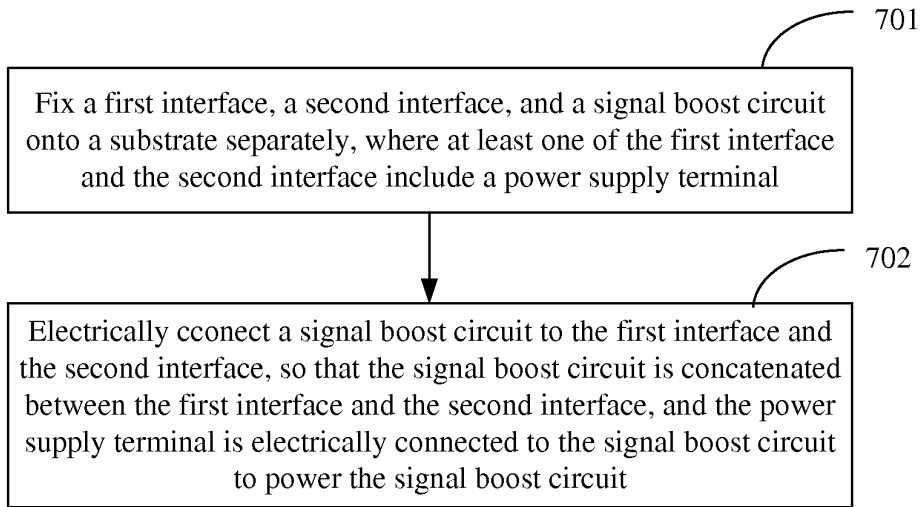 701
Fix a first interface, a second interface, and a signal boost circuit
onto a substrate separately, where at least one of the first interface
and the second interface include a power supply terminal
702
Electrically cconect a signal boost circuit to the first interface and
the second interface, so that the signal boost circuit is concatenated
between the first interface and the second interface, and the power
supply terminal is electrically connected to the signal boost circuit
to power the signal boost circuit